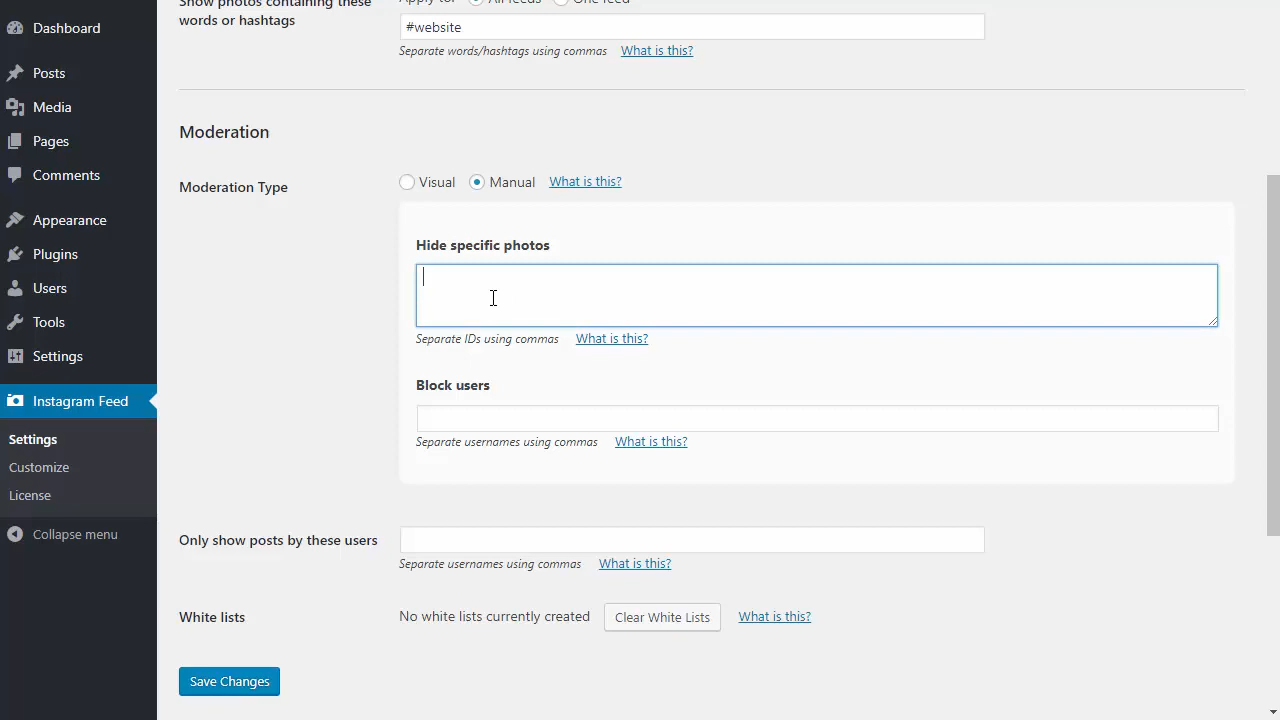 Dashboard
Posts
Media
Pages
Comments
Appearance
Plugins
Users
Tools
Settings
Instagram Feed
Settings
Customize
License
Collapse menu
Show photos containing these
words or hashtags
Apply to: All feeds One feed
#website
Separate words/hashtags using commas What is this?
Moderation
Moderation Type
Visual Manual What is this?
Hide specific photos
Separate IDs using commas What is this?
Block users
Separate usernames using commas What is this?
Only show posts by these users
Separate usernames using commas What is this?
White lists
No white lists currently created Clear White Lists What is this?
Save Changes